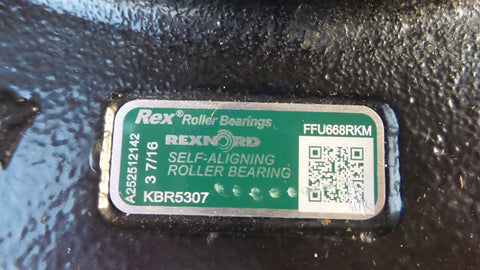 Rex® Roller Bearings
REXNORD
SELF-ALIGNING
ROLLER BEARING
KBR5307
A252512142
3 7/16
FFU668RKM